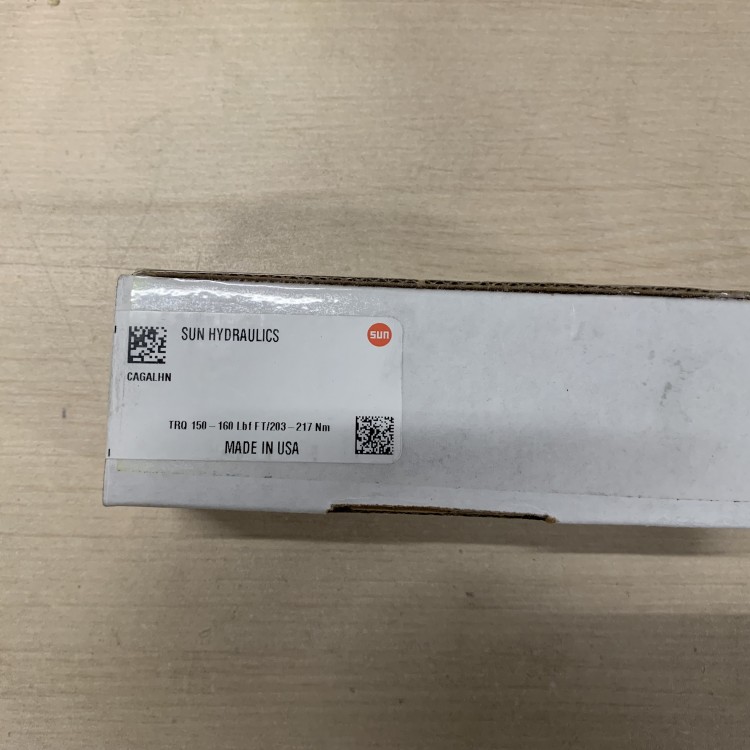 SUN HYDRAULICS
sun
CAGALHN
TRQ 150-160 Lbf FT/203-217 Nm
MADE IN USA